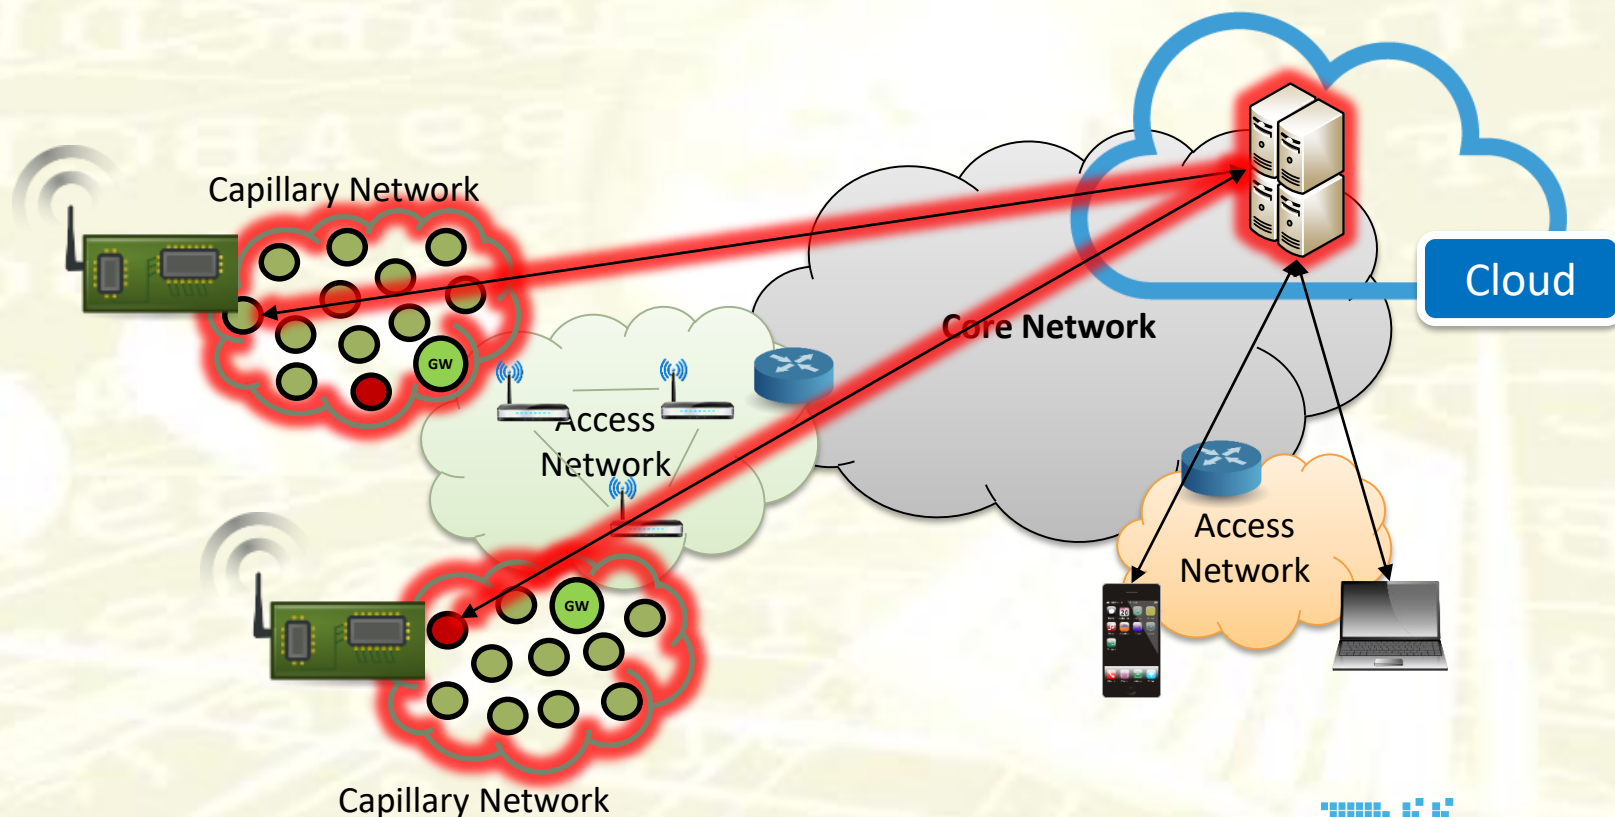 Capillary Network
Cloud
Core Network
GW
Access
Network
Access
Network
GW
Capillary Network